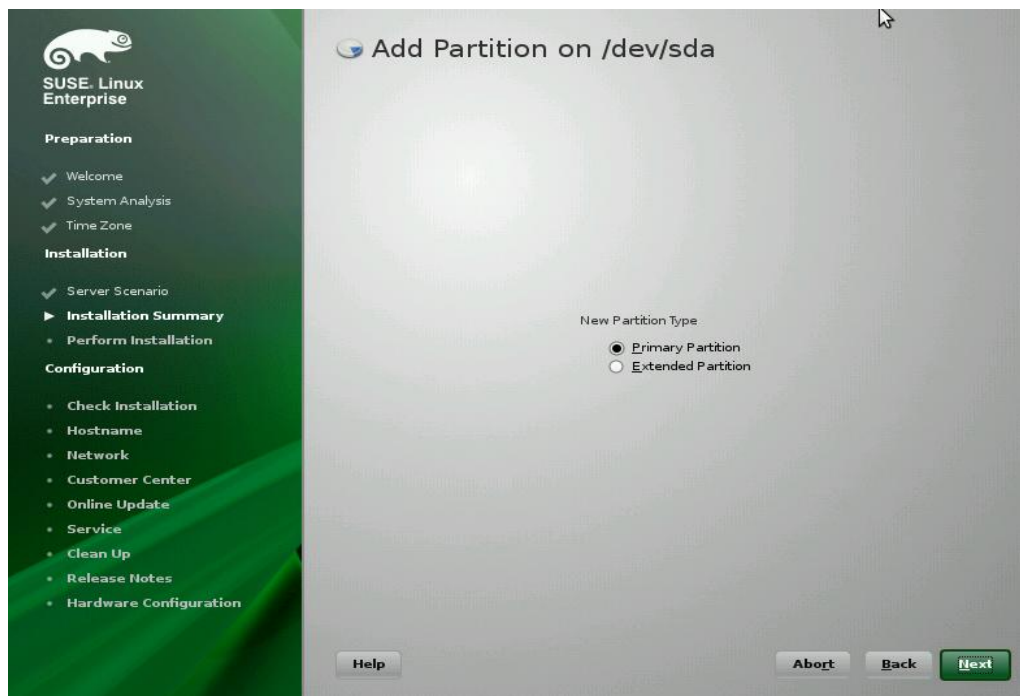 SUSE. Linux
Enterprise
Preparation
Welcome
System Analysis
Time Zone
Installation
Server Scenario
Installation Summary
Perform Installation
Configuration
Check Installation
Hostname
Network
Customer Center
Online Update
Service
Clean Up
Release Notes
Hardware Configuration
Add Partition on /dev/sda
New Partition Type
Primary Partition
Extended Partition
Help
Abort
Back
Next